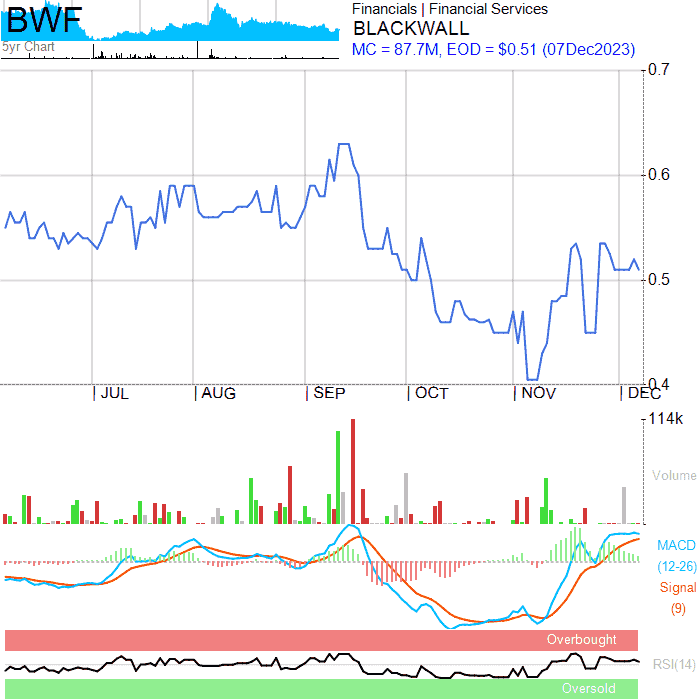 BWF
5yr Chart
Financials | Financial Services
BLACKWALL
MC = 87.7M, EOD = $0.51 (07Dec2023)
0.7
0.6
0.5
0.4
JUL AUG SEP OCT NOV DEC
114k
Volume
MACD
(12-26)
Signal
(9)
Overbought
RSI(14)
Oversold